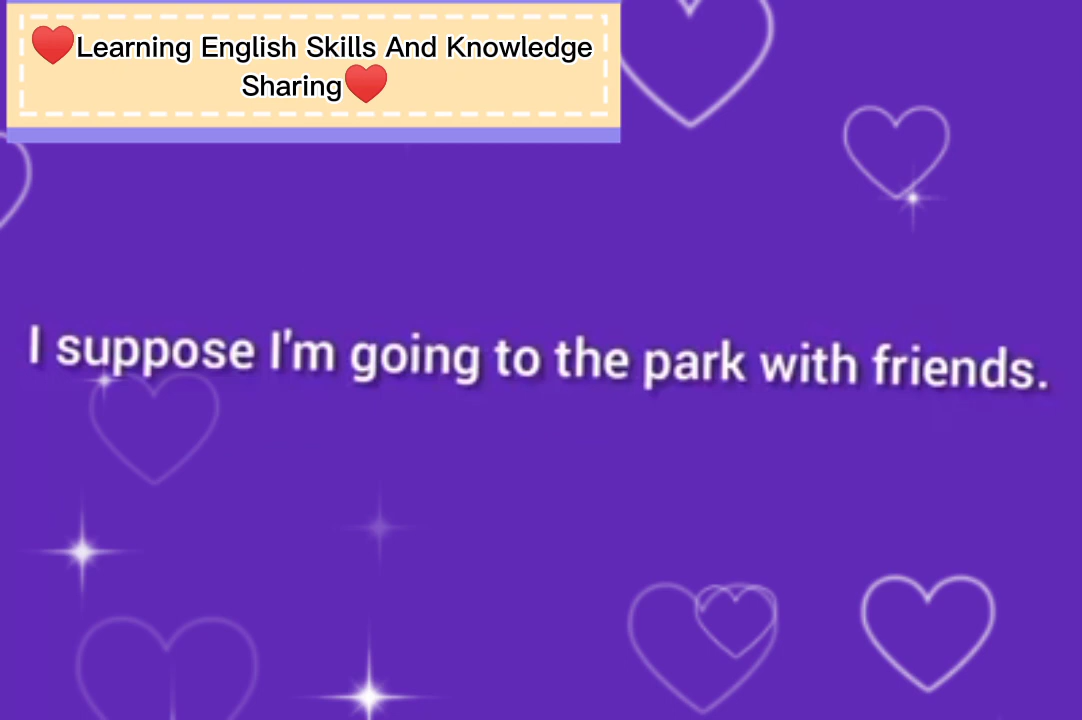 ❤️Learning English Skills And Knowledge
Sharing❤️
I suppose I'm going to the park with friends.